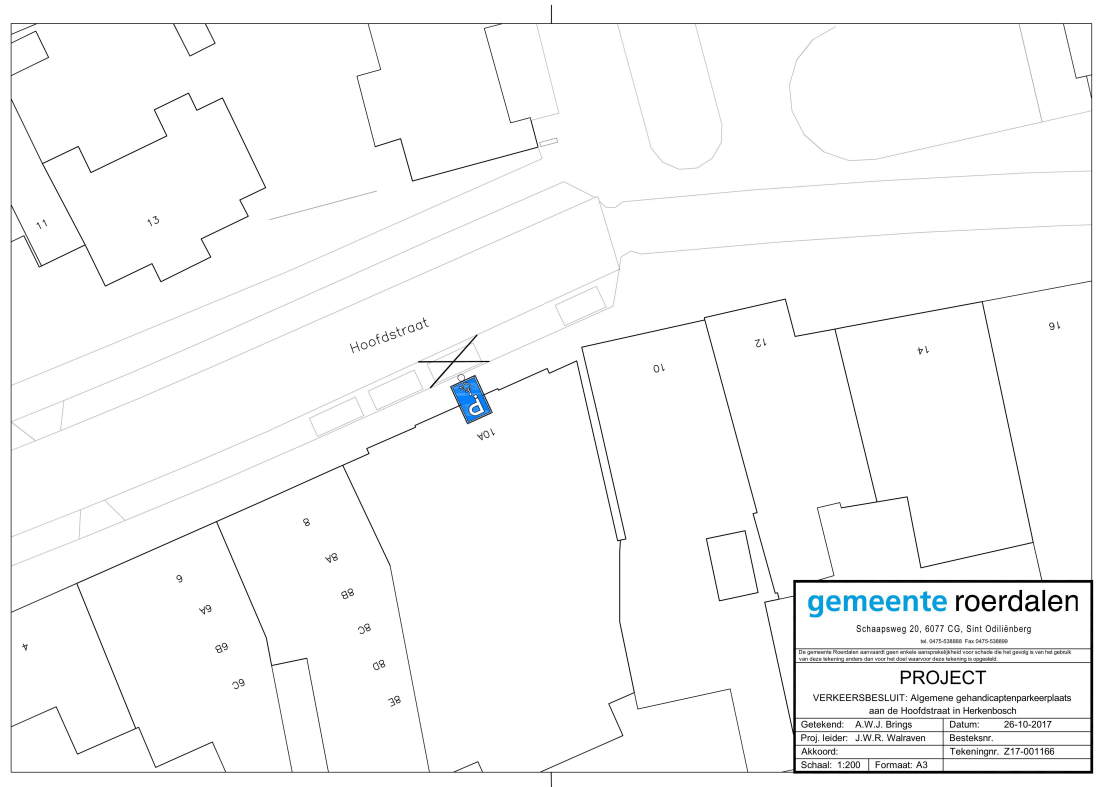 11
13
Hoofdstraat
P
10A
10
12
14
16
8
8A
8B
8C
8D
8E
6
6A
6B
6C
4
gemeente roerdalen
Schaapsweg 20, 6077 CG, Sint Odiliënberg
tel. 0475-538888 Fax 0475-538899
De gemeente Roerdalen aanvaardt geen enkele aansprakelijkheid voor schade die het gevolg is van het gebruik
van deze tekening anders dan voor het doel waarvoor deze tekening is opgesteld.
PROJECT
VERKEERSBESLUIT: Algemene gehandicaptenparkeerplaats
aan de Hoofdstraat in Herkenbosch
Getekend: A.W.J. Brings Datum: 26-10-2017
Proj. leider: J.W.R. Walraven Besteksnr.
Akkoord: Tekeningnr. Z17-001166
Schaal: 1:200 Formaat: A3